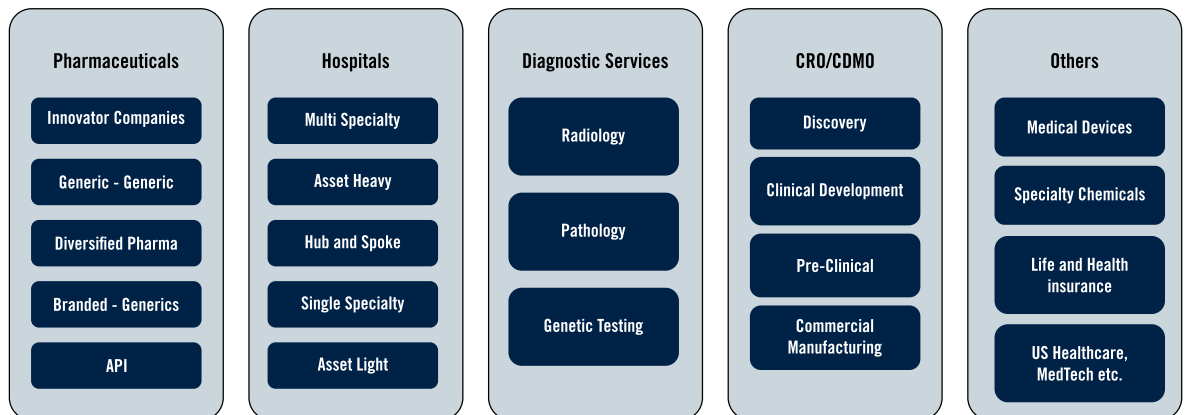 Pharmaceuticals
Innovator Companies
Generic - Generic
Diversified Pharma
Branded - Generics
API
Hospitals
Multi Specialty
Asset Heavy
Hub and Spoke
Single Specialty
Asset Light
Diagnostic Services
Radiology
Pathology
Genetic Testing
CRO/CDMO
Discovery
Clinical Development
Pre-Clinical
Commercial
Manufacturing
Others
Medical Devices
Specialty Chemicals
Life and Health
insurance
US Healthcare,
MedTech etc.